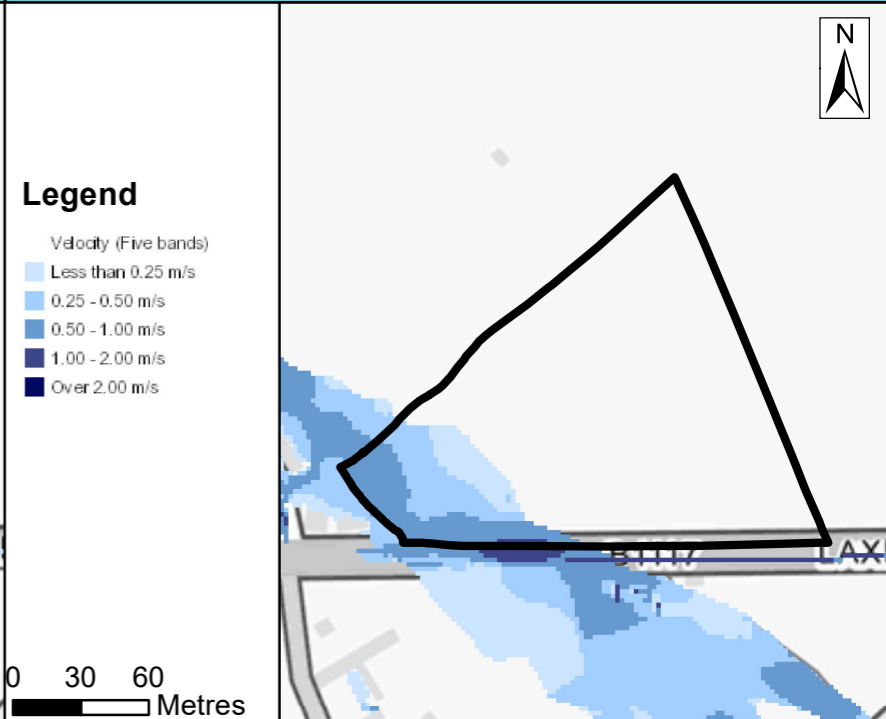 N
Legend
Velocity (Five bands)
Less than 0.25 m/s
0.25 - 0.50 m/s
0.50 - 1.00 m/s
1.00 - 2.00 m/s
Over 2.00 m/s
0 30 60
Metres